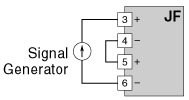 JF
3 +
4 −
Signal
Generator
5 +
6 −